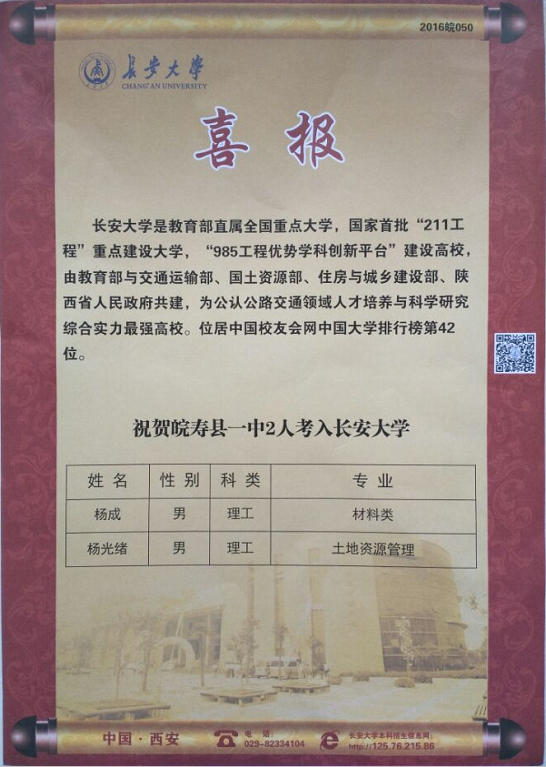 2016皖050
长安大学
CHANG'AN UNIVERSITY
喜报
长安大学是教育部直属全国重点大学，国家首批“211工
程”重点建设大学，“985工程优势学科创新平台”建设高校，
由教育部与交通运输部、国土资源部、住房与城乡建设部、陕
西省人民政府共建，为公认公路交通领域人才培养与科学研究
综合实力最强高校。位居中国校友会网中国大学排行榜第42
位。
祝贺皖寿县一中2人考入长安大学
姓名 性别 科类 专业
杨成 男 理工 材料类
杨光绪 男 理工 土地资源管理
中国·西安
电话：
029-82334104
长安大学本科招生信息网：
http://125.76.215.86